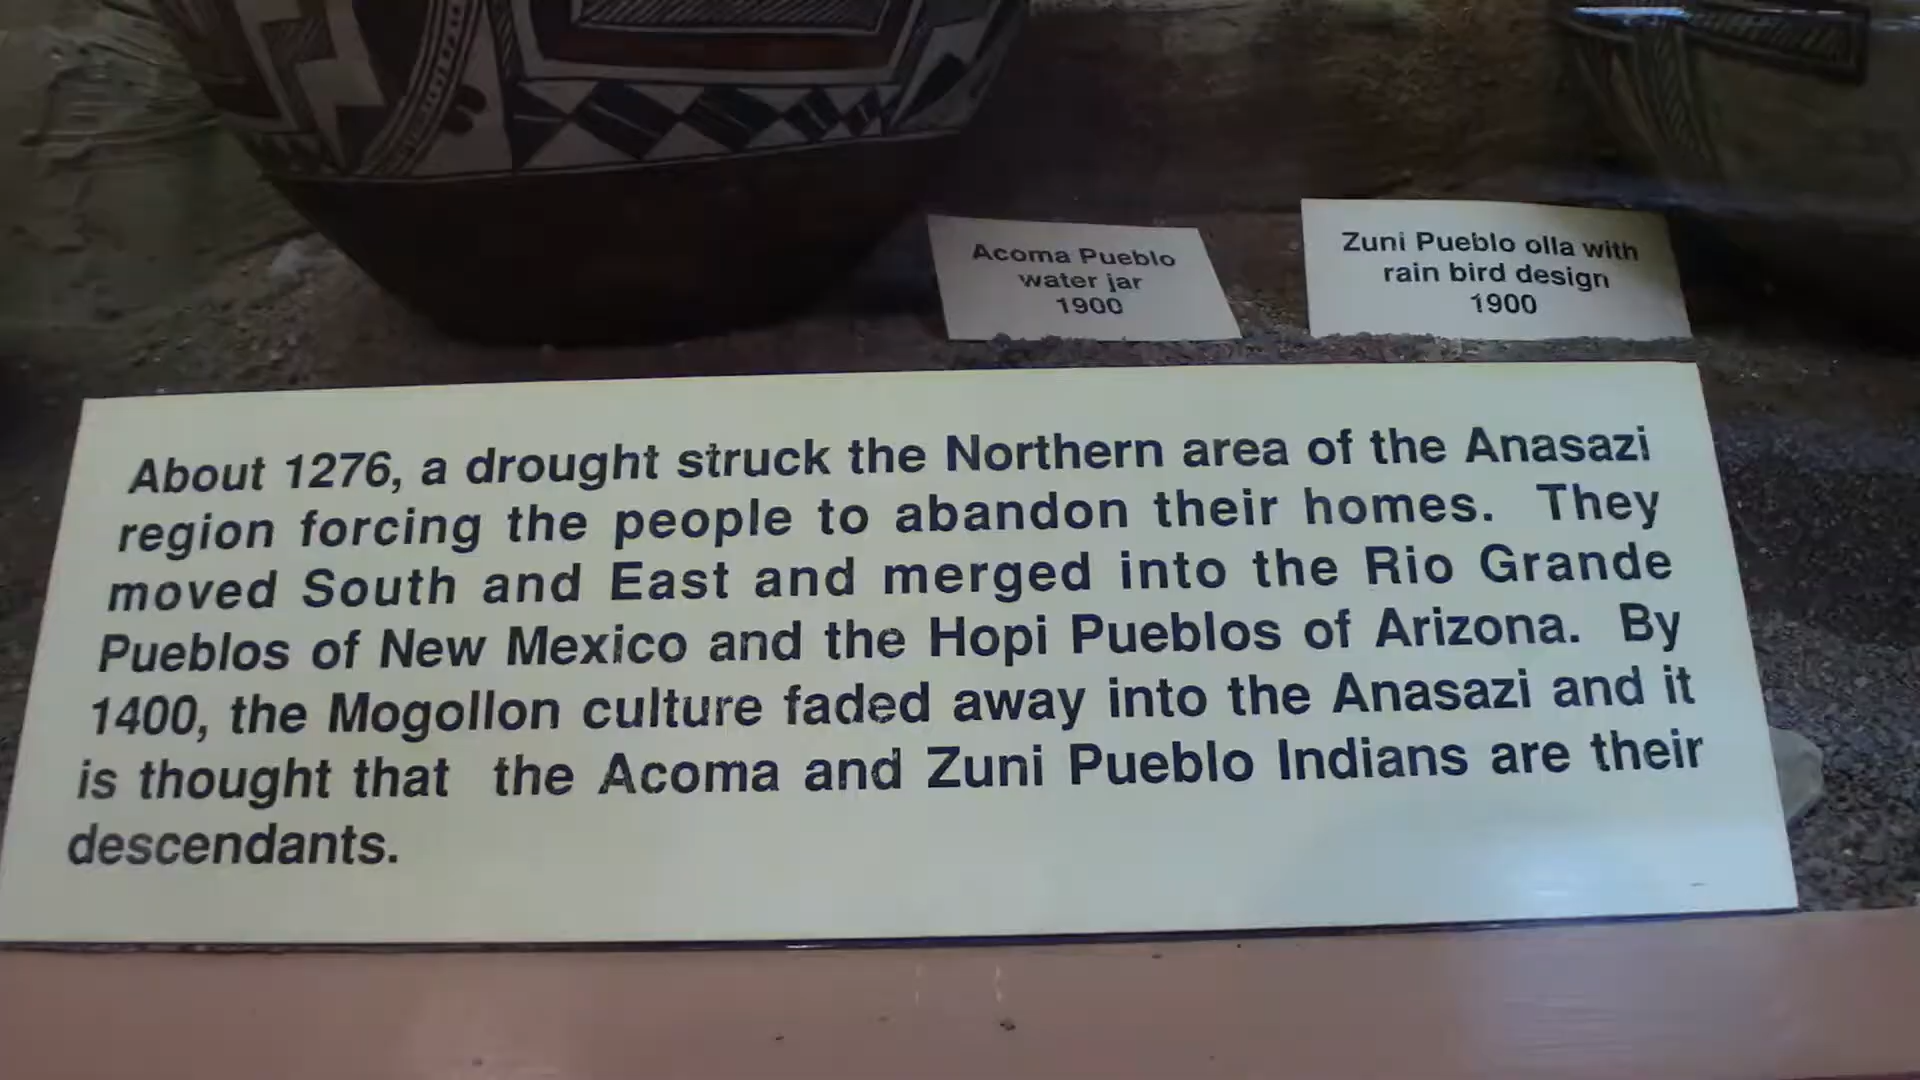 Acoma Pueblo
water jar
1900
Zuni Pueblo olla with
rain bird design
1900
About 1276, a drought struck the Northern area of the Anasazi
region forcing the people to abandon their homes. They
moved South and East and merged into the Rio Grande
Pueblos of New Mexico and the Hopi Pueblos of Arizona. By
1400, the Mogollon culture faded away into the Anasazi and it
is thought that the Acoma and Zuni Pueblo Indians are their
descendants.